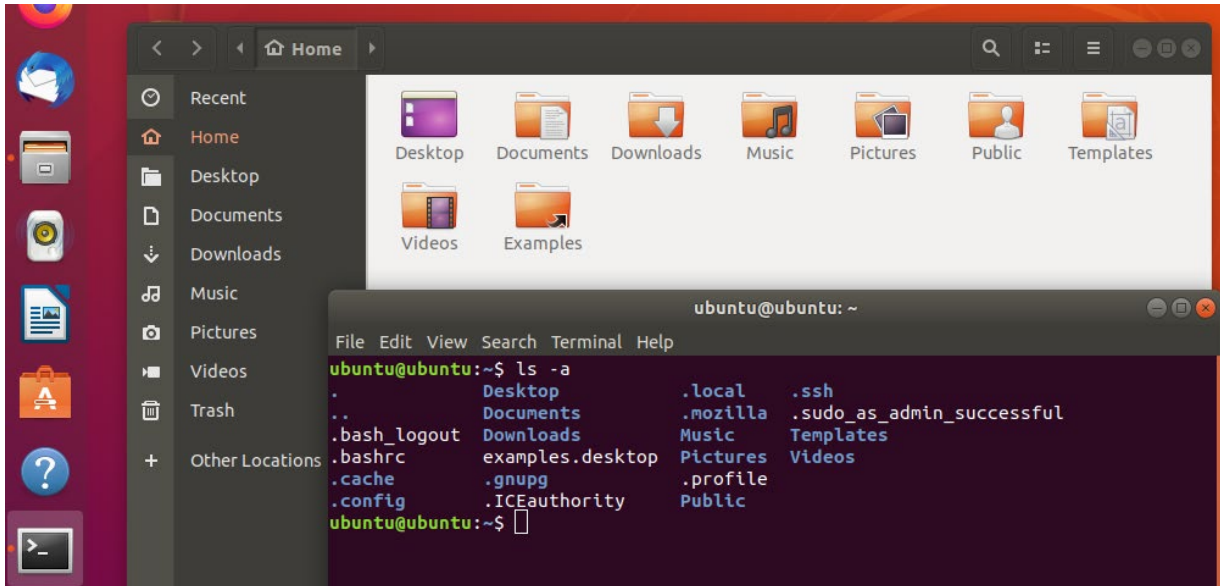 Home
Recent
Home
Desktop
Documents
Downloads
Music
Pictures
Videos
Trash
+ Other Locations
Desktop Documents Downloads Music Pictures Public Templates
Videos Examples
ubuntu@ubuntu: ~
File Edit View Search Terminal Help
ubuntu@ubuntu:~$ ls -a
. Desktop .local .ssh
.. Documents .mozilla .sudo_as_admin_successful
.bash_logout Downloads Music Templates
.bashrc examples.desktop Pictures Videos
.cache .gnupg .profile
.config .ICEauthority Public
ubuntu@ubuntu:~$